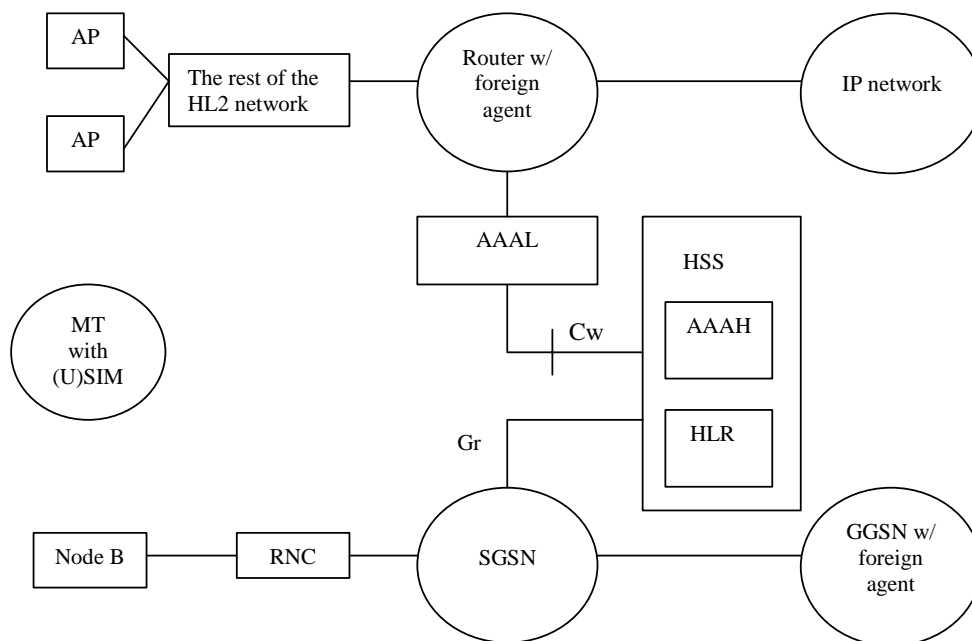 AP
The rest of the
HL2 network
AP
Router w/
foreign
agent
IP network
AAAL
HSS
AAAH
HLR
Cw
MT
with
(U)SIM
Gr
Node B
RNC
SGSN
GGSN w/
foreign
agent